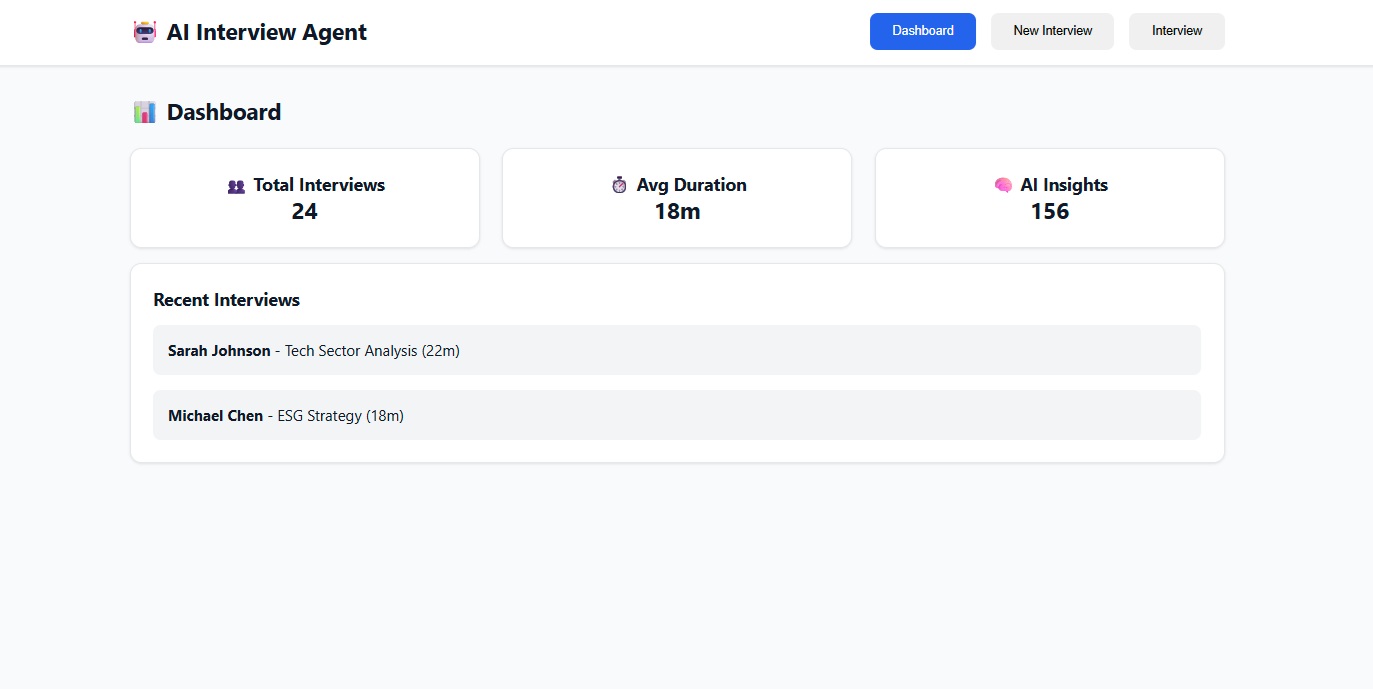 AI Interview Agent
Dashboard
New Interview
Interview
Dashboard
Total Interviews
24
Avg Duration
18m
AI Insights
156
Recent Interviews
Sarah Johnson - Tech Sector Analysis (22m)
Michael Chen - ESG Strategy (18m)